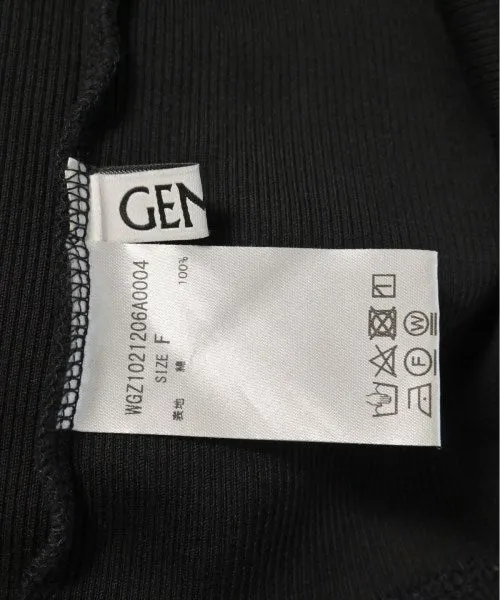 GEN
WGZ1021206A0004
SIZE F
表地 綿 100%
W
F